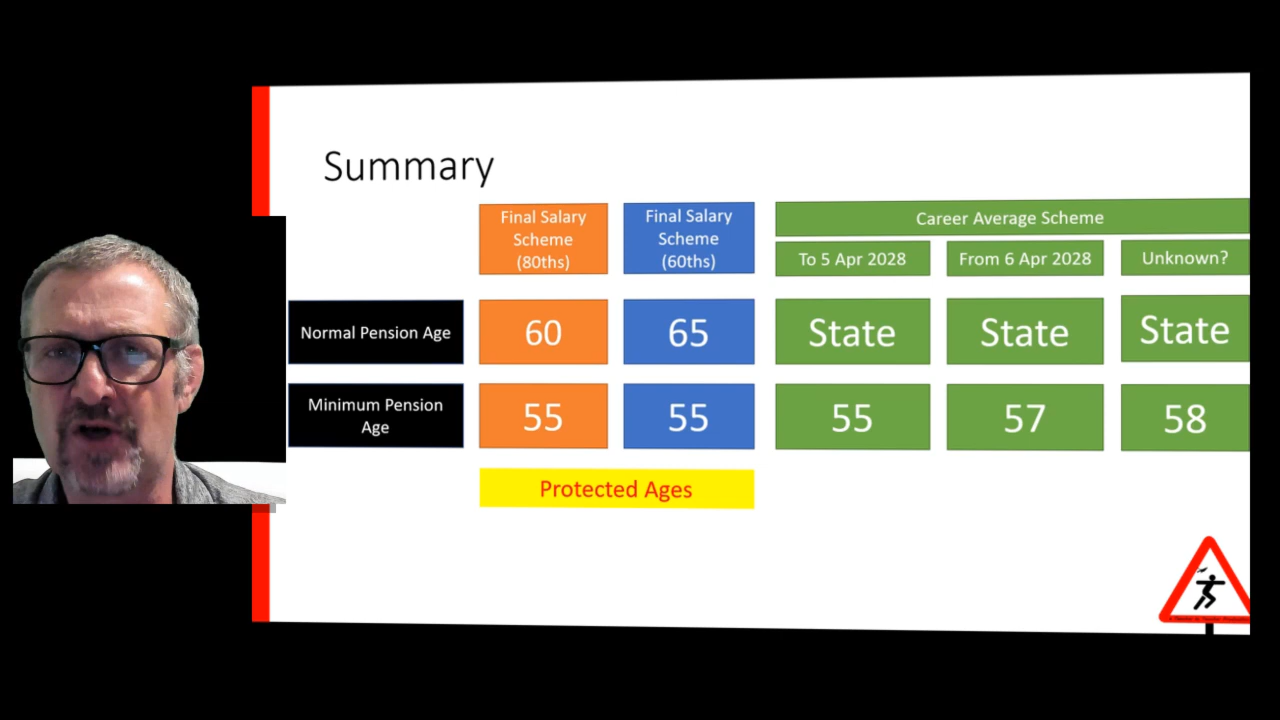 Summary
Final Salary
Scheme
(80ths)
Final Salary
Scheme
(60ths)
Career Average Scheme
To 5 Apr 2028
From 6 Apr 2028
Unknown?
Normal Pension Age
60
65
State
State
State
Minimum Pension
Age
55
55
55
57
58
Protected Ages